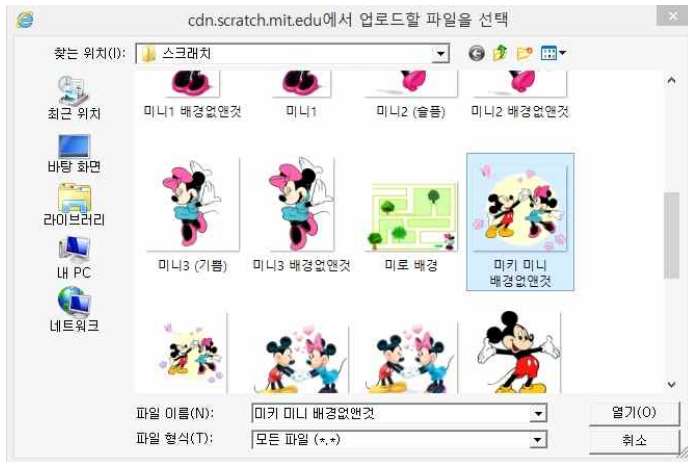 cdn.scratch.mit.edu에서 업로드할 파일을 선택
찾는 위치(I): 스크래치
최근 위치
바탕 화면
라이브러리
내 PC
네트워크
미니1 배경없앤것 미니1 미니2 (슬픔) 미니2 배경없앤것
미니3 (기쁨) 미니3 배경없앤것 미로 배경 미키 미니
배경없앤것
파일 이름(N): 미키 미니 배경없앤것 열기(O)
파일 형식(T): 모든 파일 (*.*) 취소